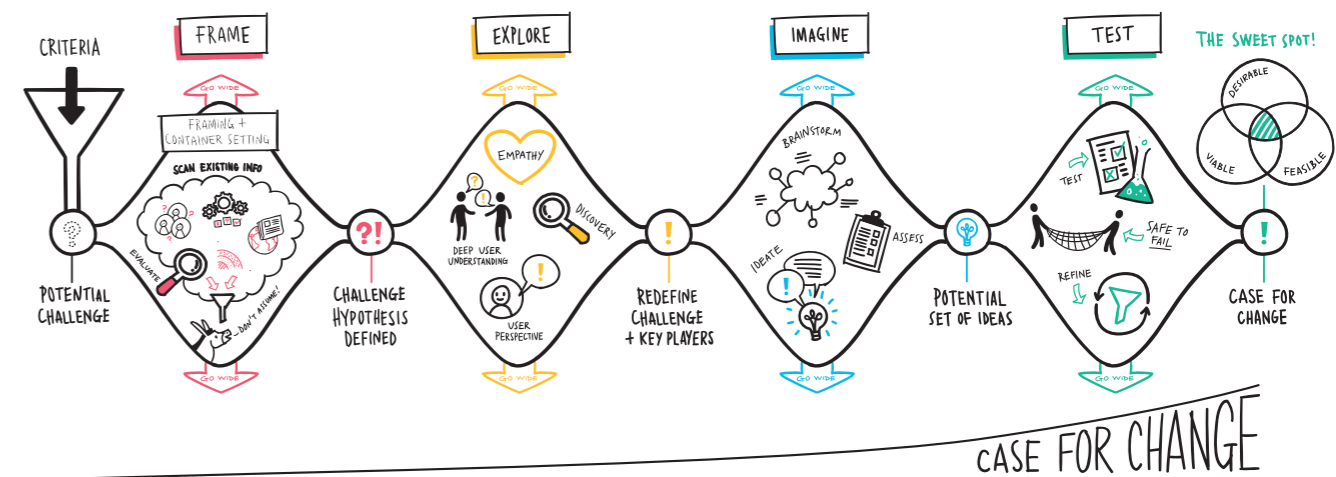 CRITERIA
POTENTIAL
CHALLENGE
FRAME
GO WIDE
FRAMING +
CONTAINER SETTING
SCAN EXISTING INFO
?
?
?
EVALUATE
DON'T ASSUME!
GO WIDE
?!
CHALLENGE
HYPOTHESIS
DEFINED
EXPLORE
GO WIDE
EMPATHY
?
!
DEEP USER
UNDERSTANDING
DISCOVERY
!
USER
PERSPECTIVE
GO WIDE
!
REDEFINE
CHALLENGE
+ KEY PLAYERS
IMAGINE
GO WIDE
BRAINSTORM
ASSESS
IDEATE
!
GO WIDE
POTENTIAL
SET OF IDEAS
TEST
GO WIDE
TEST
SAFE TO
FAIL
REFINE
GO WIDE
THE SWEET SPOT!
DESIRABLE
VIABLE
FEASIBLE
!
CASE FOR
CHANGE
CASE FOR CHANGE